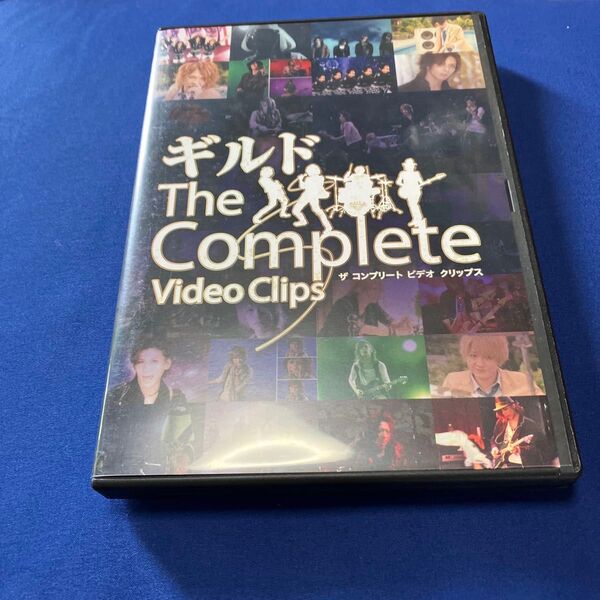 ギルド
The
Complete
ザ コンプリート ビデオ クリップス
Video Clips